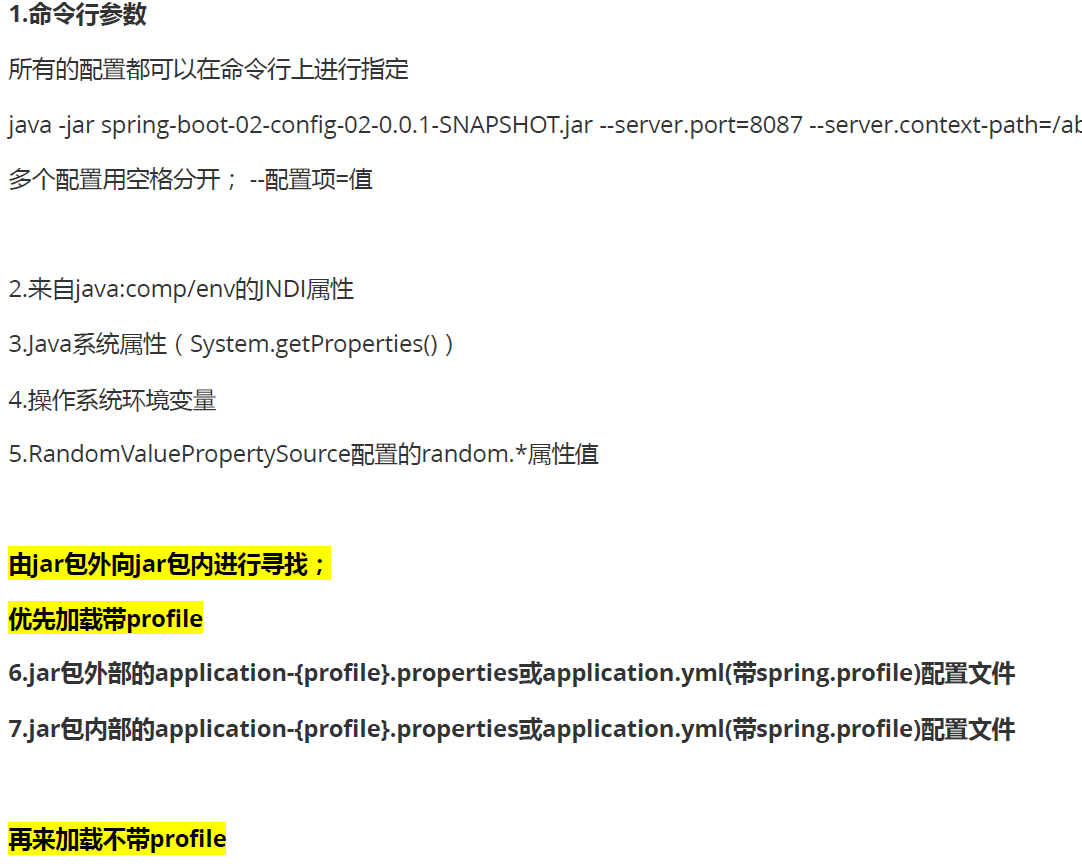 1.命令行参数
所有的配置都可以在命令行上进行指定
java -jar spring-boot-02-config-02-0.0.1-SNAPSHOT.jar --server.port=8087 --server.context-path=/ab
多个配置用空格分开； --配置项=值
2.来自java:comp/env的JNDI属性
3.Java系统属性（System.getProperties()）
4.操作系统环境变量
5.RandomValuePropertySource配置的random.*属性值
由jar包外向jar包内进行寻找；
优先加载带profile
6.jar包外部的application-{profile}.properties或application.yml(带spring.profile)配置文件
7.jar包内部的application-{profile}.properties或application.yml(带spring.profile)配置文件
再来加载不带profile